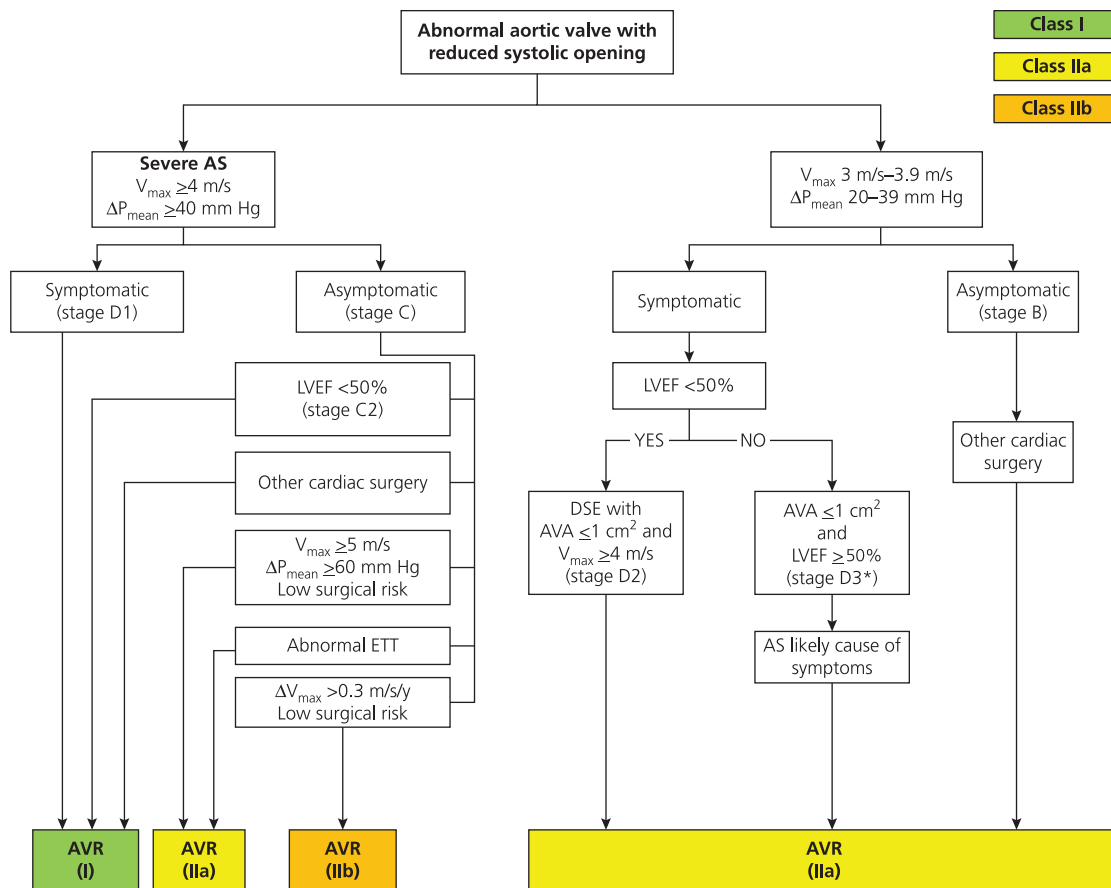 Abnormal aortic valve with
reduced systolic opening
Class I
Class IIa
Class IIb
Severe AS
Vmax ≥4 m/s
ΔPmean ≥40 mm Hg
Vmax 3 m/s–3.9 m/s
ΔPmean 20–39 mm Hg
Symptomatic
(stage D1)
Asymptomatic
(stage C)
Symptomatic
Asymptomatic
(stage B)
LVEF <50%
(stage C2)
LVEF <50%
YES
NO
Other cardiac surgery
Other cardiac
surgery
Vmax ≥5 m/s
ΔPmean ≥60 mm Hg
Low surgical risk
DSE with
AVA ≤1 cm²  and
Vmax ≥4 m/s
(stage D2)
AVA ≤1 cm²
and
LVEF ≥50%
(stage D3*)
Abnormal ETT
AS likely cause of
symptoms
ΔVmax >0.3 m/s/y
Low surgical risk
AVR
(I)
AVR
(IIa)
AVR
(IIb)
AVR
(IIa)